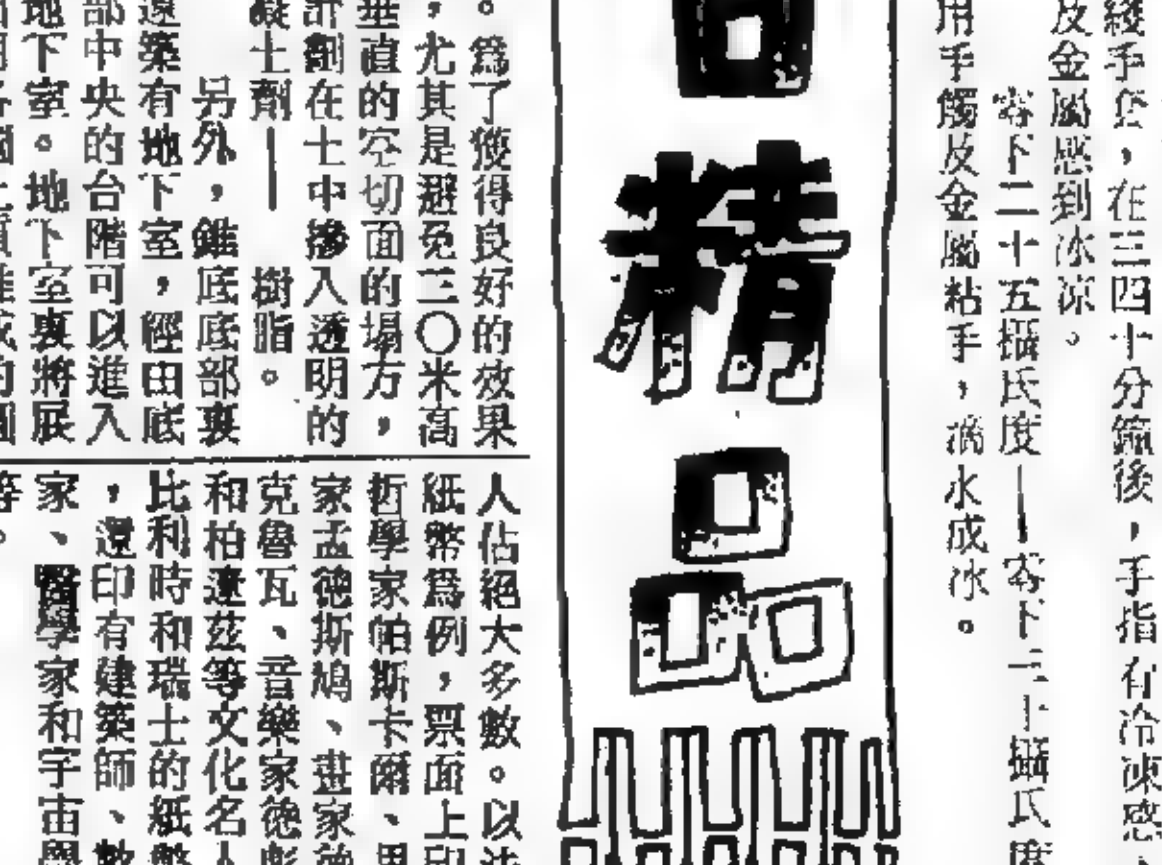 綫手套，在三四十分鐘後，手指有冷凍感，
及金屬感到冰凉。
零下二十五攝氏度——零下三十攝氏度
用手觸及金屬粘手，滴水成冰。
精品
。爲了獲得良好的效果
，尤其是避免三〇米高
垂直的空切面的塌方，
計劃在土中摻入透明的
凝土劑——樹脂。
另外，錐底底部裏
還築有地下室，經由底
部中央的台階可以進入
地下室。地下室裏將展
人佔絕大多數。以法
紙幣爲例，票面上印
哲學家帕斯卡爾、思
家孟德斯鳩、畫家德
克魯瓦、音樂家德彪
和柏遼茲等文化名人
比利時和瑞士的紙幣
，還印有建築師、數
家、醫學家和宇宙學
等。